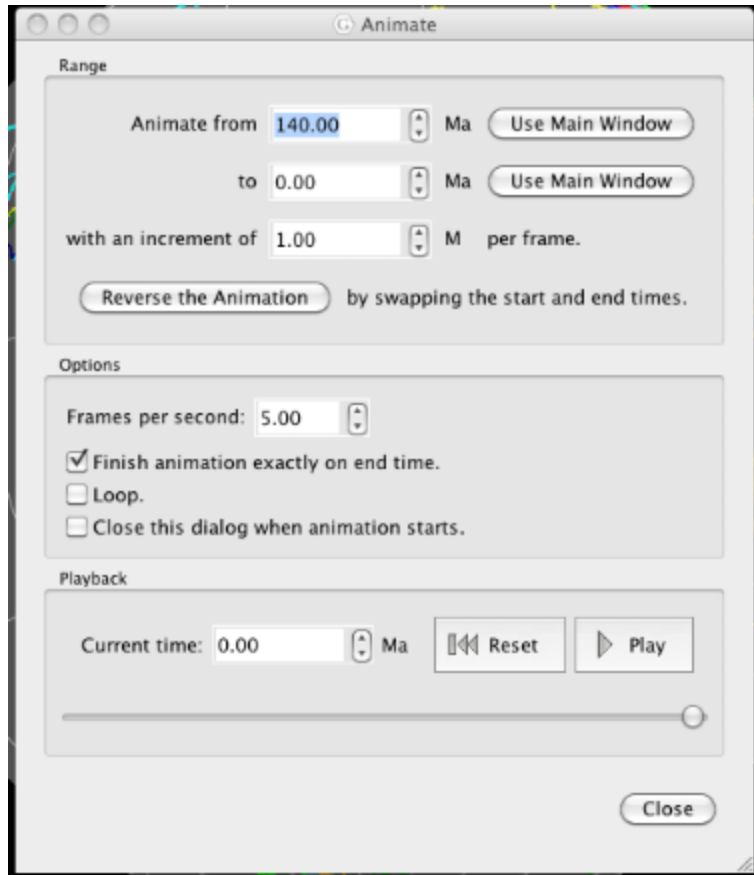 Animate
Range
Animate from 140.00 Ma Use Main Window
to 0.00 Ma Use Main Window
with an increment of 1.00 M per frame.
Reverse the Animation by swapping the start and end times.
Options
Frames per second: 5.00
Finish animation exactly on end time.
Loop.
Close this dialog when animation starts.
Playback
Current time: 0.00 Ma Reset Play
Close